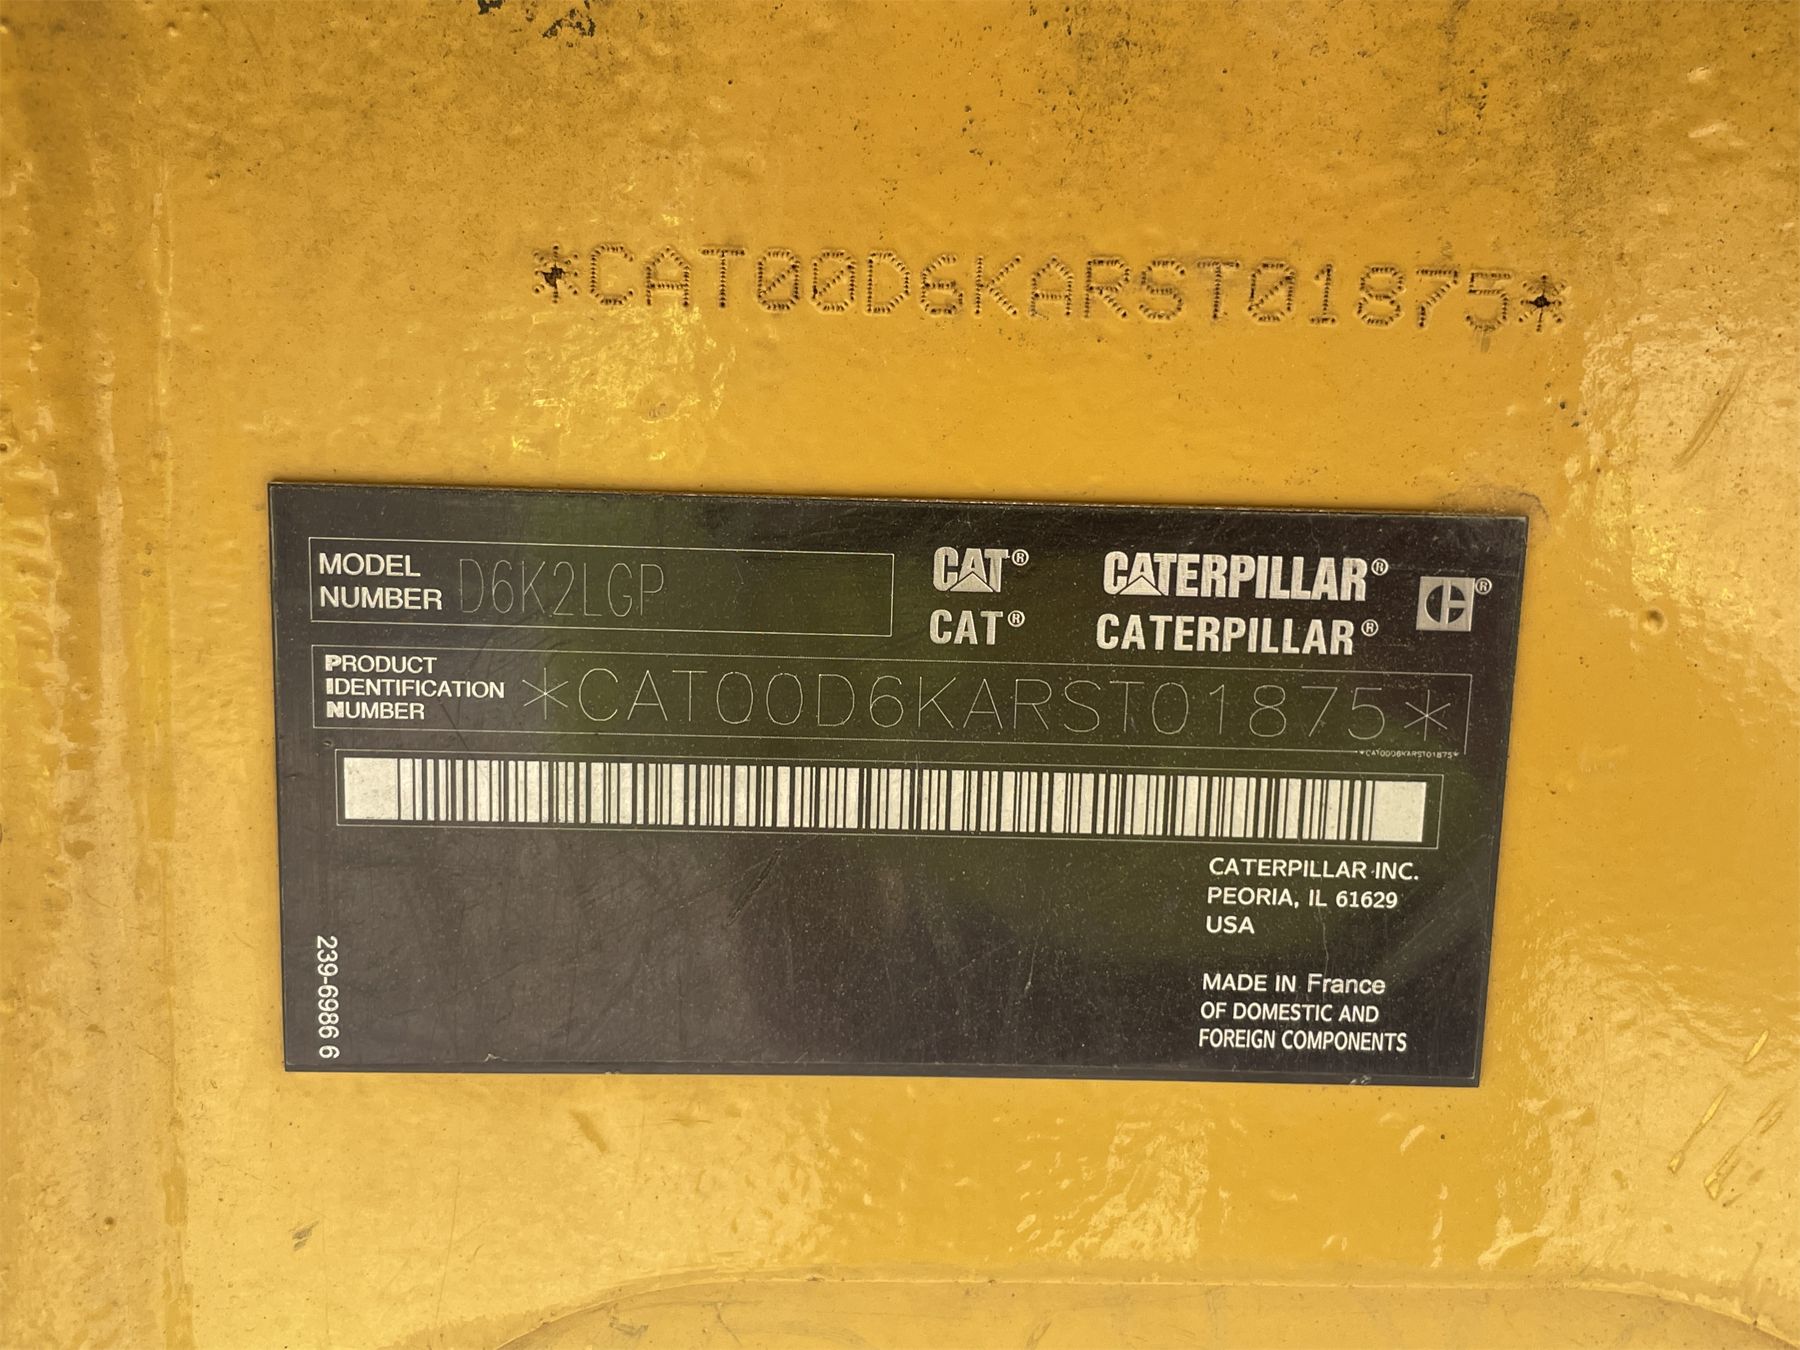 *CAT00D6KARST01875*
MODEL NUMBER D6K2LGP
CAT® CATERPILLAR® C®
CAT® CATERPILLAR®
PRODUCT IDENTIFICATION NUMBER *CAT00D6KARST01875*
*CAT00D6KARST01875*
CATERPILLAR INC.
PEORIA, IL 61629
USA
MADE IN France
OF DOMESTIC AND
FOREIGN COMPONENTS
239-6986 6